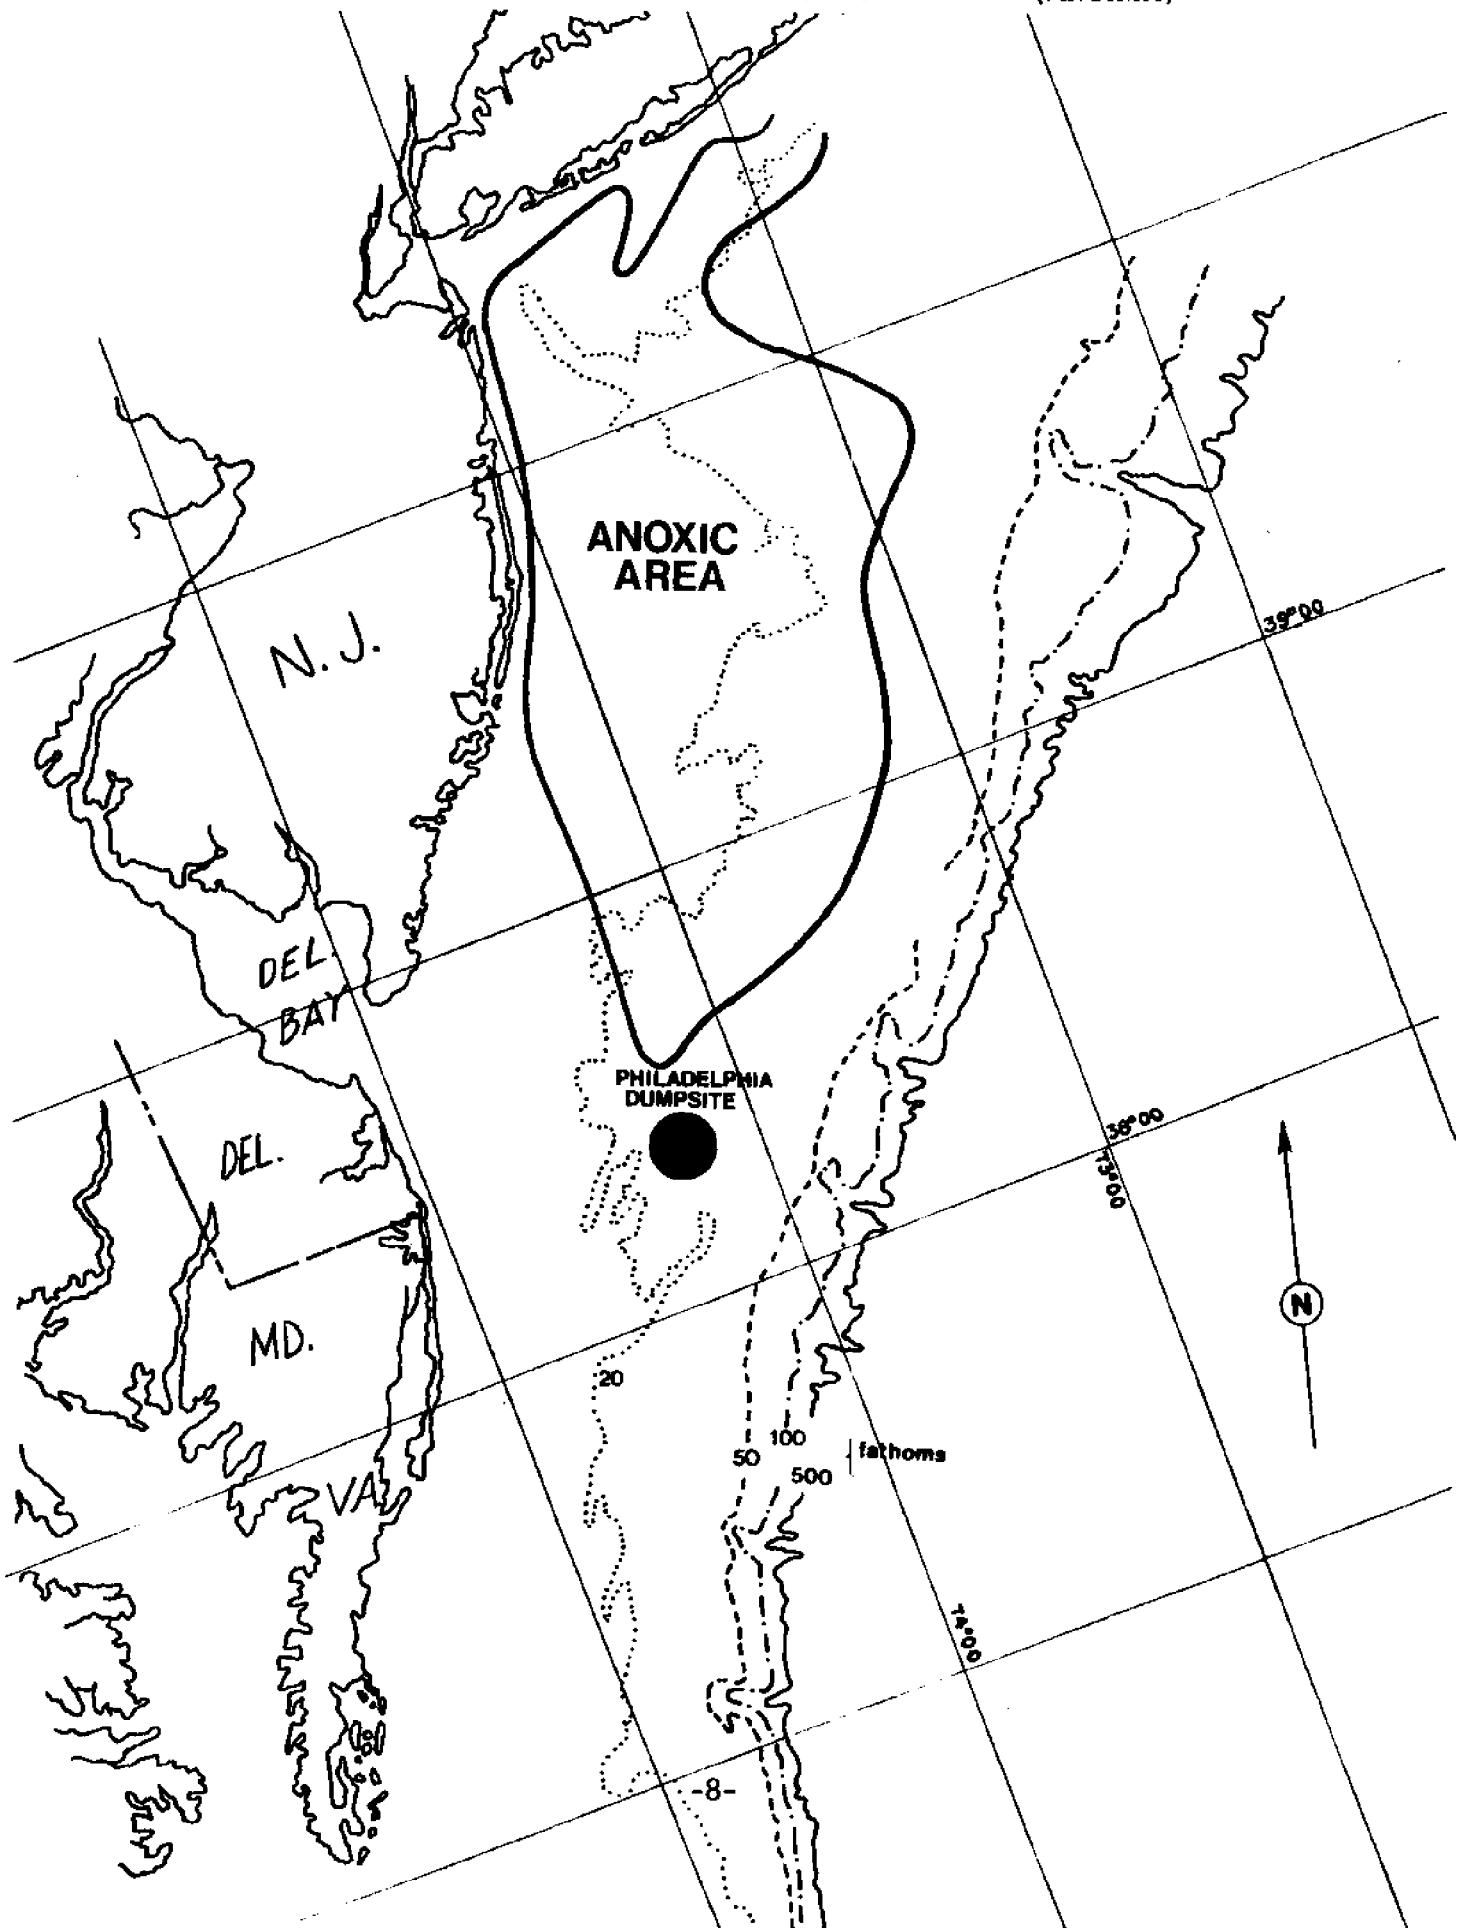 ANOXIC
AREA
N.J.
39°00
DEL.
BAY
PHILADELPHIA
DUMPSITE
38°00
73°00
DEL.
N
MD.
20
100
50
fathoms
500
VA.
74°00
-8-